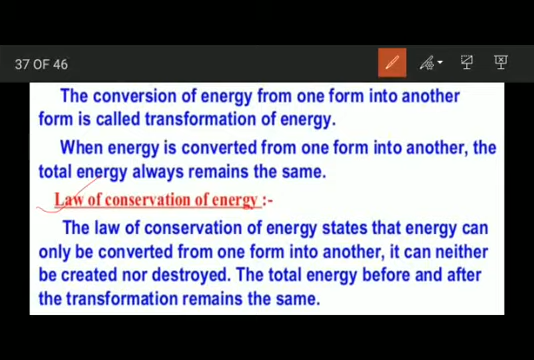 37 OF 46
The conversion of energy from one form into another
form is called transformation of energy.
When energy is converted from one form into another, the
total energy always remains the same.
Law of conservation of energy :-
The law of conservation of energy states that energy can
only be converted from one form into another, it can neither
be created nor destroyed. The total energy before and after
the transformation remains the same.